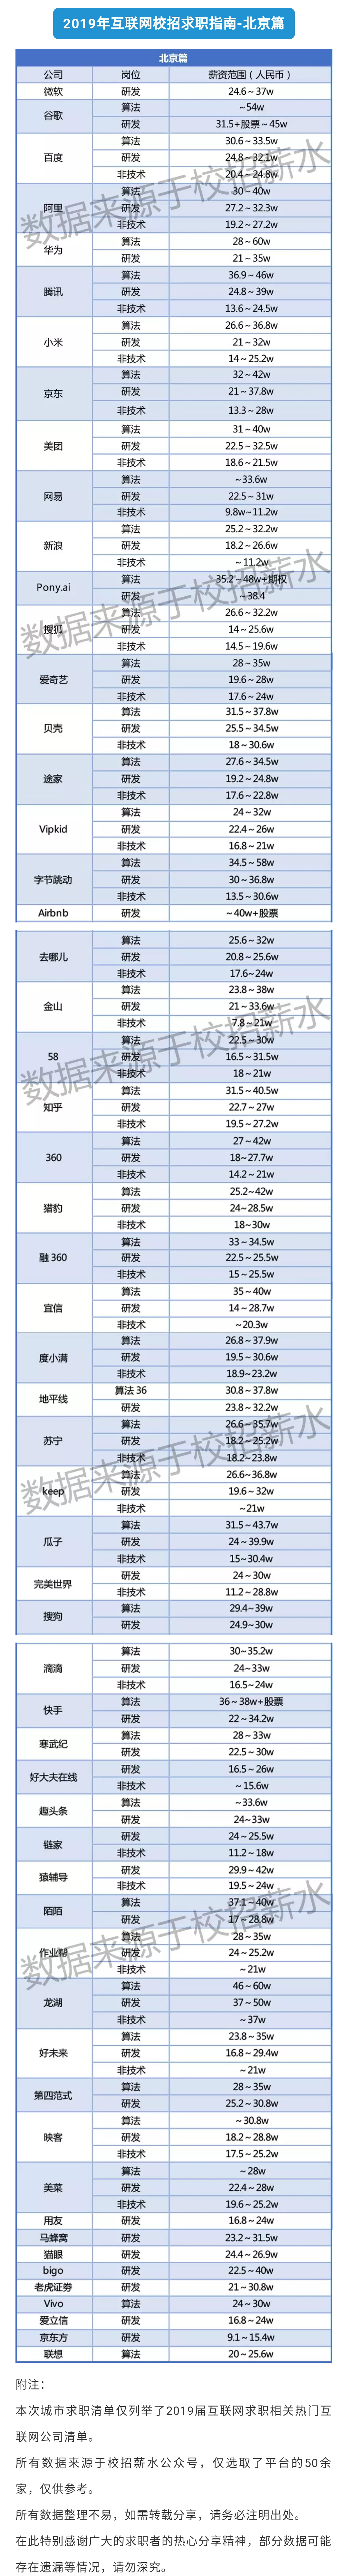 2019年互联网校招求职指南-北京篇
北京篇
公司 岗位 薪资范围（人民币）
微软 研发 24.6～37w
谷歌 算法 ~54w
研发 31.5+股票～45w
百度 算法 30.6～33.5w
研发 24.8～32.1w
非技术 20.4～24.8w
阿里 算法 30～40w
研发 27.2～32.3w
非技术 19.2～27.2w
华为 算法 28～60w
研发 21～35w
腾讯 算法 36.9～46w
研发 24.8～39w
非技术 13.6～24.5w
小米 算法 26.6～36.8w
研发 21～32w
非技术 14～25.2w
京东 算法 32～42w
研发 21～37.8w
非技术 13.3～28w
美团 算法 31～40w
研发 22.5～32.5w
非技术 18.6～21.5w
网易 算法 ~33.6w
研发 22.5～31w
非技术 9.8w~11.2w
新浪 算法 25.2～32.2w
研发 18.2～26.6w
非技术 ～11.2w
Pony.ai 算法 35.2～48w+期权
研发 ～38.4
搜狐 算法 26.6～32.2w
研发 14～25.6w
非技术 14.5～19.6w
爱奇艺 算法 28～35w
研发 19.6～28w
非技术 17.6～24w
贝壳 算法 31.5～37.8w
研发 25.5～34.5w
非技术 18～30.6w
途家 算法 27.6～34.5w
研发 19.2～24.8w
非技术 17.6～22.8w
Vipkid 算法 24～32w
研发 22.4～26w
非技术 16.8～21w
字节跳动 算法 34.5～58w
研发 30～36.8w
非技术 13.5～30.6w
Airbnb 研发 ～40w+股票
去哪儿 算法 25.6～32w
研发 20.8～25.6w
非技术 17.6~24w
金山 算法 23.8～38w
研发 21～33.6w
非技术 7.8～21w
58 算法 22.5～30w
研发 16.5～31.5w
非技术 18～21w
知乎 算法 31.5～40.5w
研发 22.7～27w
非技术 19.5～27.2w
360 算法 27～42w
研发 18~27.7w
非技术 14.2～21w
猎豹 算法 25.2~42w
研发 24~28.5w
非技术 18~30w
融 360 算法 33～34.5w
研发 22.5～25.5w
非技术 15～25.5w
宜信 算法 35～40w
研发 14～28.7w
非技术 ~20.3w
度小满 算法 26.8～37.9w
研发 19.5～30.6w
非技术 18.9~23.2w
地平线 算法 36 30.8～37.8w
研发 23.8～32.2w
苏宁 算法 26.6～35.7w
研发 18.2～25.2w
非技术 18.2~23.8w
keep 算法 26.6~36.8w
研发 19.6～32w
非技术 ~21w
瓜子 算法 31.5～43.7w
研发 24～39.9w
非技术 15~30.4w
完美世界 研发 24～30w
非技术 11.2～28.8w
搜狗 算法 29.4~39w
研发 24.9~30w
滴滴 算法 30~35.2w
研发 24~33w
非技术 16.5~24w
快手 算法 36～38w+股票
研发 22～34.2w
寒武纪 算法 28～33w
研发 22.5～30w
好大夫在线 研发 16.5～26w
非技术 ～15.6w
趣头条 算法 ~33.6w
研发 24~33w
链家 研发 24～25.5w
非技术 11.2～18w
猿辅导 研发 29.9～42w
非技术 19.5～24w
陌陌 算法 37.1～40w
研发 17～28.8w
作业帮 算法 28～35w
研发 24～25.2w
非技术 ～21w
龙湖 算法 46～60w
研发 37～50w
非技术 ～37w
好未来 算法 23.8～35w
研发 16.8～29.4w
非技术 ～21w
第四范式 算法 28～35w
研发 25.2～30.8w
映客 算法 ～30.8w
研发 18.2～28.8w
非技术 17.5～25.2w
美菜 算法 ～28w
研发 22.4～28w
非技术 19.6～25.2w
用友 研发 16.8～24w
马蜂窝 研发 23.2～31.5w
猫眼 研发 24.4～26.9w
bigo 研发 22.5～40w
老虎证券 研发 21～30.8w
Vivo 算法 24～30w
爱立信 研发 16.8～24w
京东方 研发 9.1～15.4w
联想 算法 20～25.6w
数据来源于校招薪水
数据来源于校招薪水
数据来源于校招薪水
数据来源于校招薪水
数据来源于校招薪水
附注：
本次城市求职清单仅列举了2019届互联网求职相关热门互
联网公司清单。
所有数据来源于校招薪水公众号，仅选取了平台的50余
家，仅供参考。
所有数据整理不易，如需转载分享，请务必注明出处。
在此特别感谢广大的求职者的热心分享精神，部分数据可能
存在遗漏等情况，请勿深究。